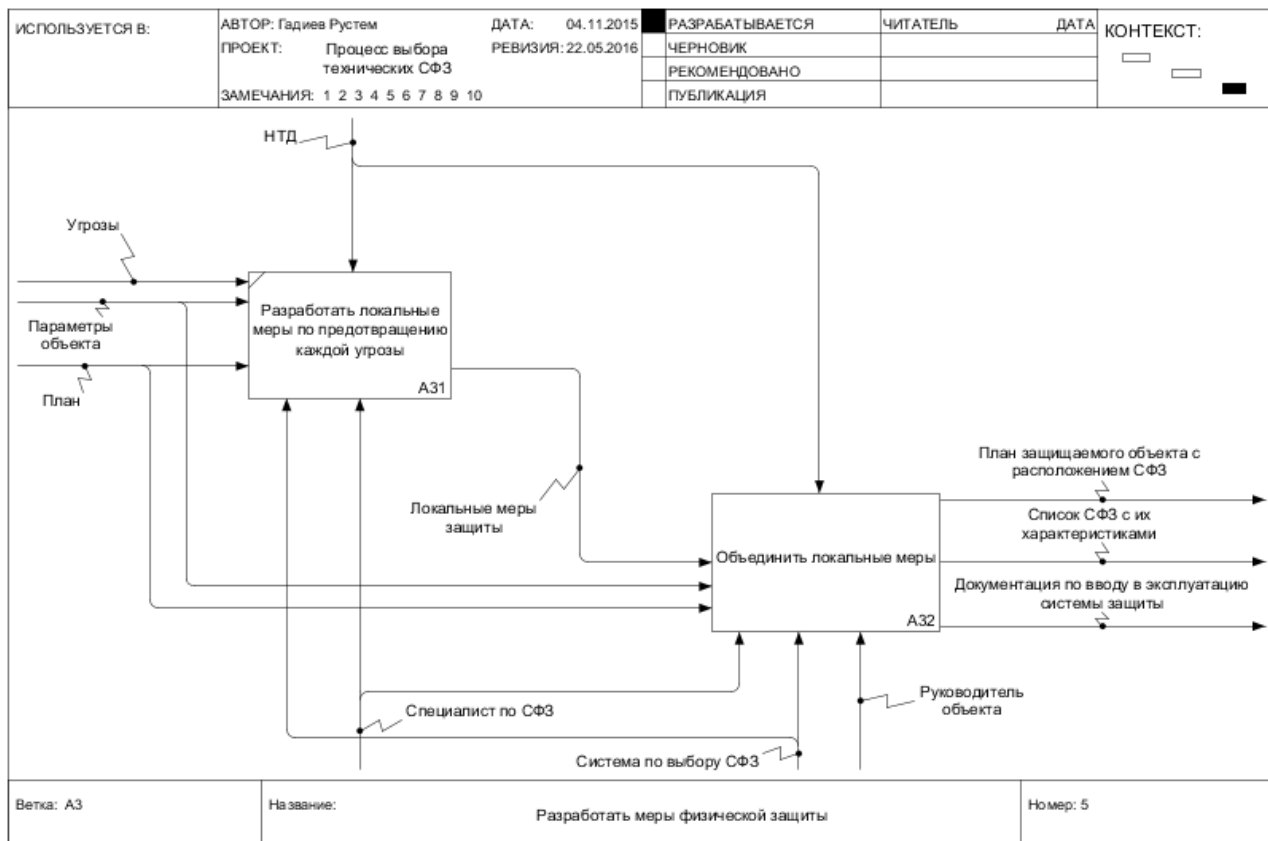 ИСПОЛЬЗУЕТСЯ В:
АВТОР: Гадиев Рустем
ДАТА: 04.11.2015
ПРОЕКТ: Процесс выбора
технических СФЗ
РЕВИЗИЯ: 22.05.2016
ЗАМЕЧАНИЯ: 1 2 3 4 5 6 7 8 9 10
РАЗРАБАТЫВАЕТСЯ
ЧЕРНОВИК
РЕКОМЕНДОВАНО
ПУБЛИКАЦИЯ
ЧИТАТЕЛЬ
ДАТА
КОНТЕКСТ:
НТД
Угрозы
Параметры
объекта
План
Разработать локальные
меры по предотвращению
каждой угрозы
А31
Локальные меры
защиты
План защищаемого объекта с
расположением СФЗ
Список СФЗ с их
характеристиками
Объединить локальные меры
А32
Документация по вводу в эксплуатацию
системы защиты
Специалист по СФЗ
Руководитель
объекта
Система по выбору СФЗ
Ветка: А3
Название:
Разработать меры физической защиты
Номер: 5